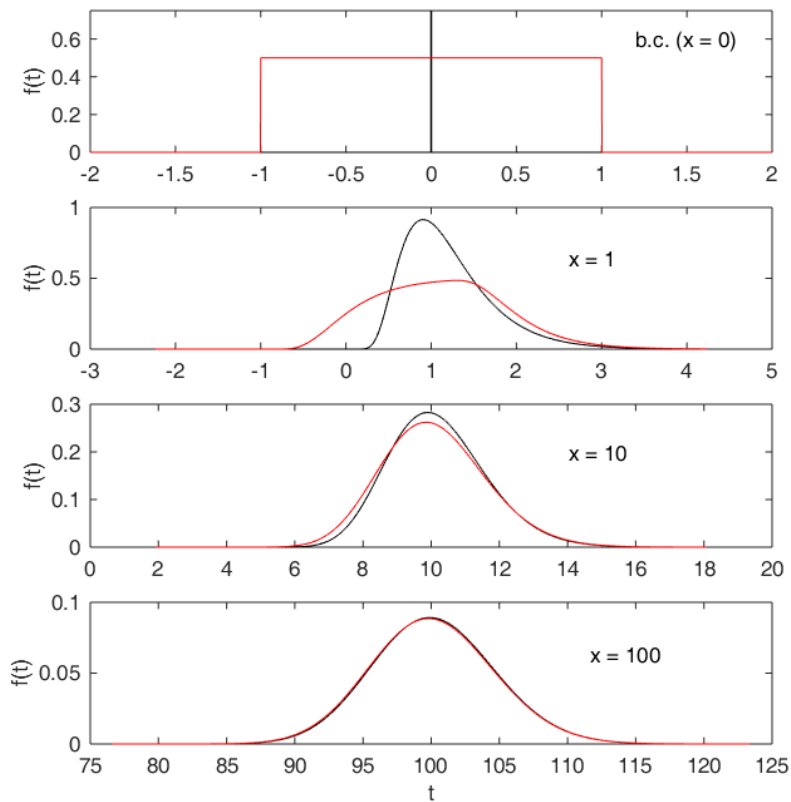 f(t)
0.6
0.4
0.2
0
b.c. (x = 0)
-2 -1.5 -1 -0.5 0 0.5 1 1.5 2
f(t)
1
0.5
0
x = 1
-3 -2 -1 0 1 2 3 4 5
f(t)
0.3
0.2
0.1
0
x = 10
0 2 4 6 8 10 12 14 16 18 20
f(t)
0.1
0.05
0
x = 100
75 80 85 90 95 100 105 110 115 120 125
t